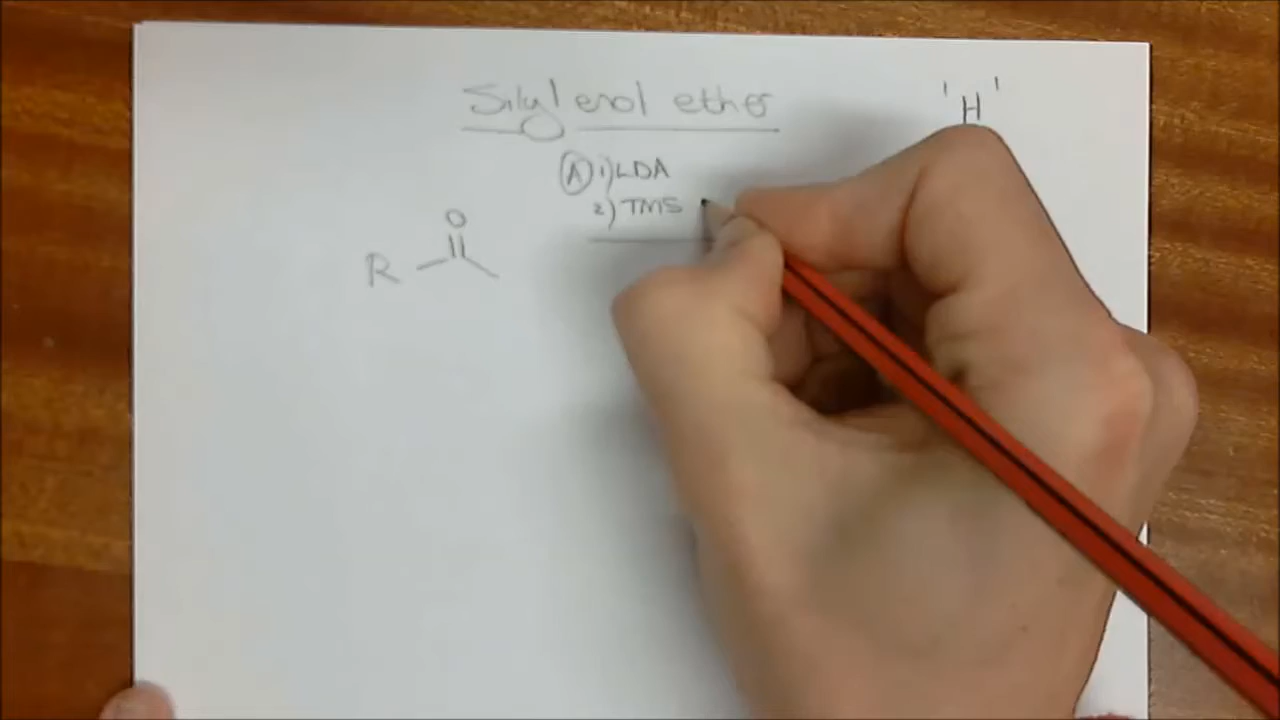 Silyl enol ether
'H'
Ⓐ 1) LDA
2) TMS
O
R